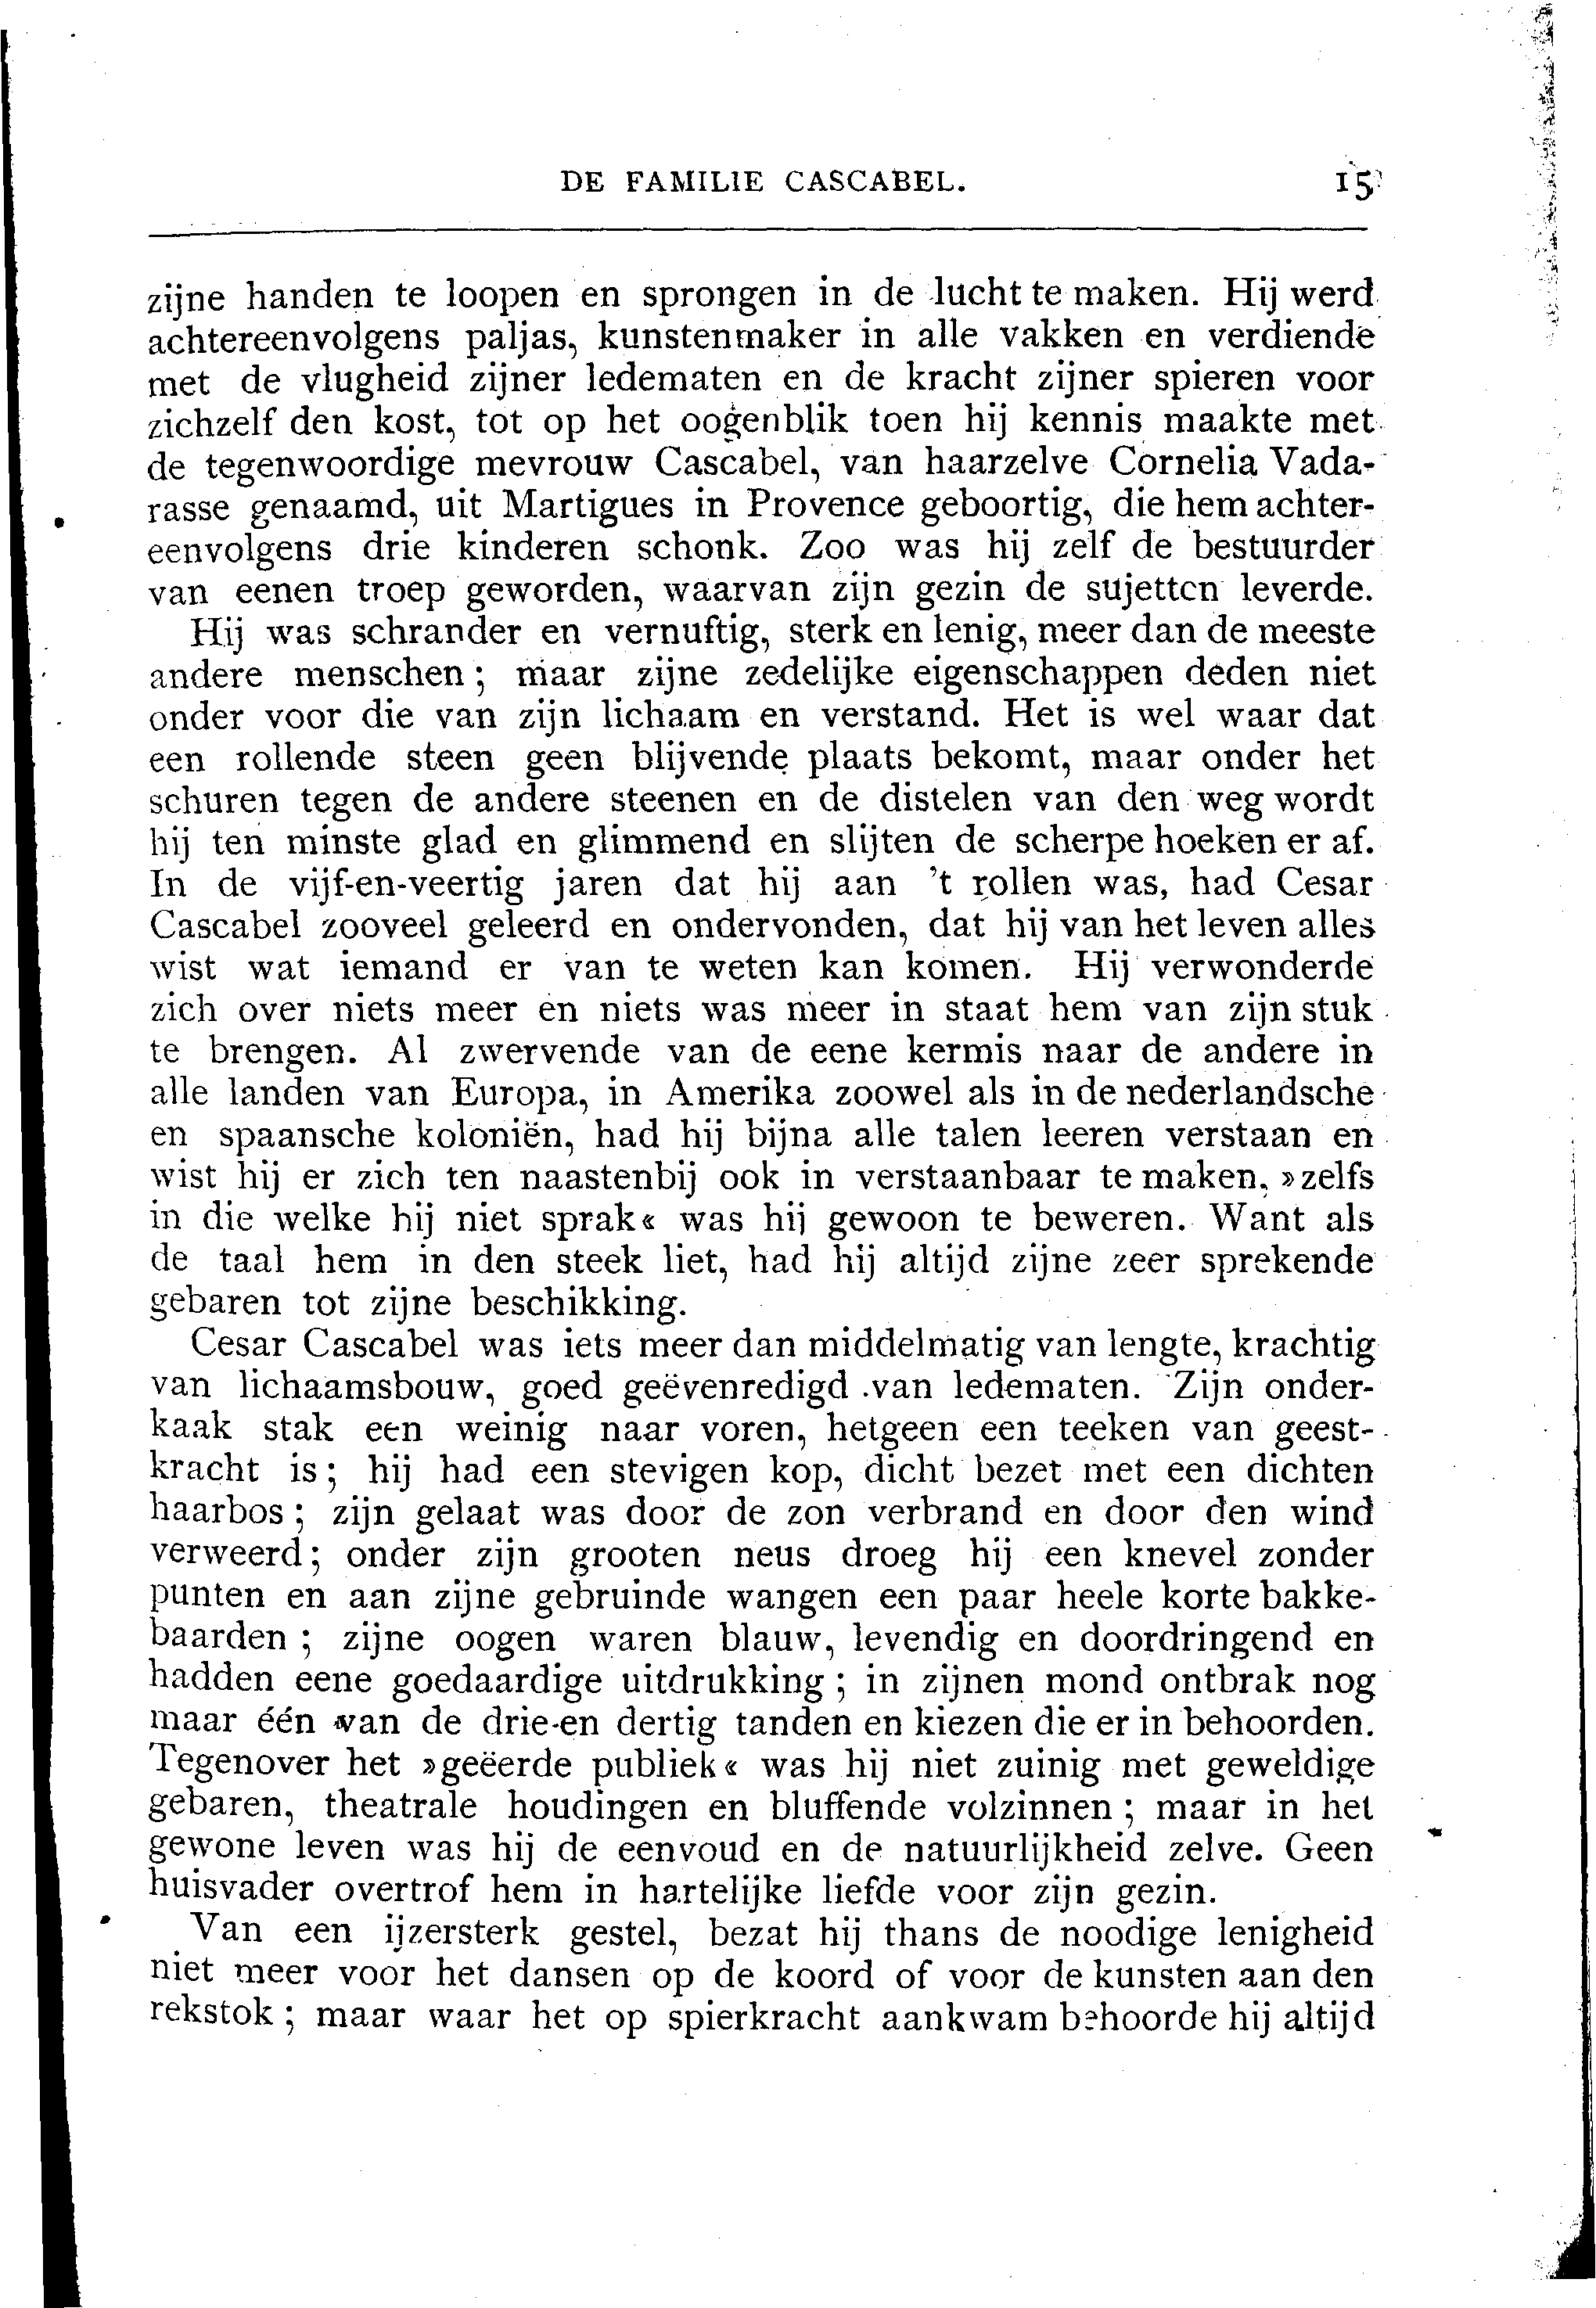 DE FAMILIE CASCABEL. 15
zijne handen te loopen en sprongen in de lucht te maken. Hij werd
achtereenvolgens paljas, kunstenmaker in alle vakken en verdiende
met de vlugheid zijner ledematen en de kracht zijner spieren voor
zichzelf den kost, tot op het oogenblik toen hij kennis maakte met
de tegenwoordige mevrouw Cascabel, van haarzelve Cornelia Vada-
rasse genaamd, uit Martigues in Provence geboortig, die hem achter-
eenvolgens drie kinderen schonk. Zoo was hij zelf de bestuurder
van eenen troep geworden, waarvan zijn gezin de sujetten leverde.
Hij was schrander en vernuftig, sterk en lenig, meer dan de meeste
andere menschen; maar zijne zedelijke eigenschappen deden niet
onder voor die van zijn lichaam en verstand. Het is wel waar dat
een rollende steen geen blijvende plaats bekomt, maar onder het
schuren tegen de andere steenen en de distelen van den weg wordt
hij ten minste glad en glimmend en slijten de scherpe hoeken er af.
In de vijf-en-veertig jaren dat hij aan 't rollen was, had Cesar
Cascabel zooveel geleerd en ondervonden, dat hij van het leven alles
wist wat iemand er van te weten kan komen. Hij verwonderde
zich over niets meer en niets was meer in staat hem van zijn stuk
te brengen. Al zwervende van de eene kermis naar de andere in
alle landen van Europa, in Amerika zoowel als in de nederlandsche
en spaansche koloniën, had hij bijna alle talen leeren verstaan en
wist hij er zich ten naastenbij ook in verstaanbaar te maken, »zelfs
in die welke hij niet sprak« was hij gewoon te beweren. Want als
de taal hem in den steek liet, had hij altijd zijne zeer sprekende
gebaren tot zijne beschikking.
Cesar Cascabel was iets meer dan middelmatig van lengte, krachtig
van lichaamsbouw, goed geëvenredigd van ledematen. Zijn onder-
kaak stak een weinig naar voren, hetgeen een teeken van geest-
kracht is; hij had een stevigen kop, dicht bezet met een dichten
haarbos; zijn gelaat was door de zon verbrand en door den wind
verweerd; onder zijn grooten neus droeg hij een knevel zonder
punten en aan zijne gebruinde wangen een paar heele korte bakke-
baarden; zijne oogen waren blauw, levendig en doordringend en
hadden eene goedaardige uitdrukking; in zijnen mond ontbrak nog
maar één van de drie-en dertig tanden en kiezen die er in behoorden.
Tegenover het »geëerde publiek« was hij niet zuinig met geweldige
gebaren, theatrale houdingen en bluffende volzinnen; maar in het
gewone leven was hij de eenvoud en de natuurlijkheid zelve. Geen
huisvader overtrof hem in hartelijke liefde voor zijn gezin.
Van een ijzersterk gestel, bezat hij thans de noodige lenigheid
niet meer voor het dansen op de koord of voor de kunsten aan den
rekstok; maar waar het op spierkracht aankwam behoorde hij altijd